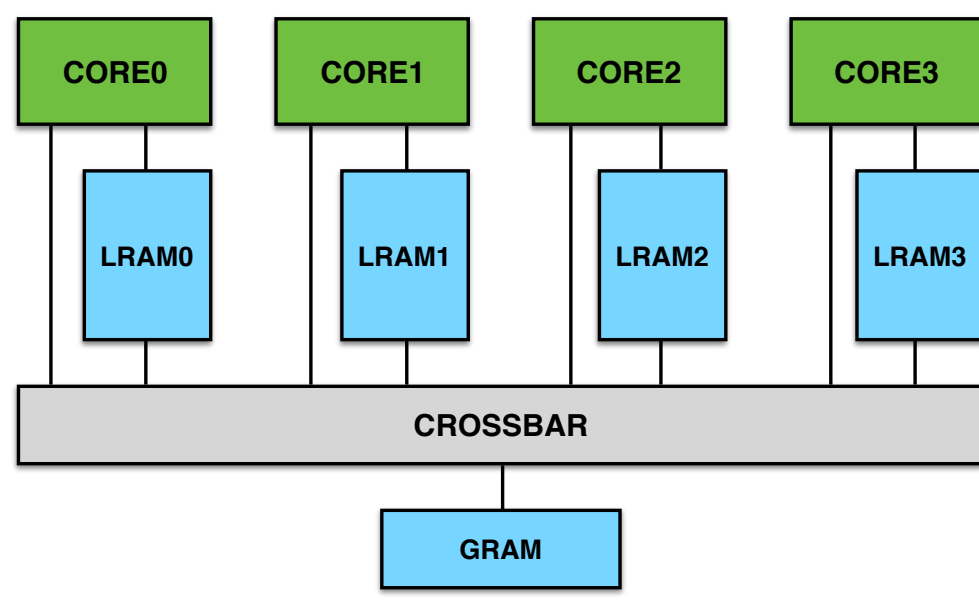 CORE0
CORE1
CORE2
CORE3
LRAM0
LRAM1
LRAM2
LRAM3
CROSSBAR
GRAM